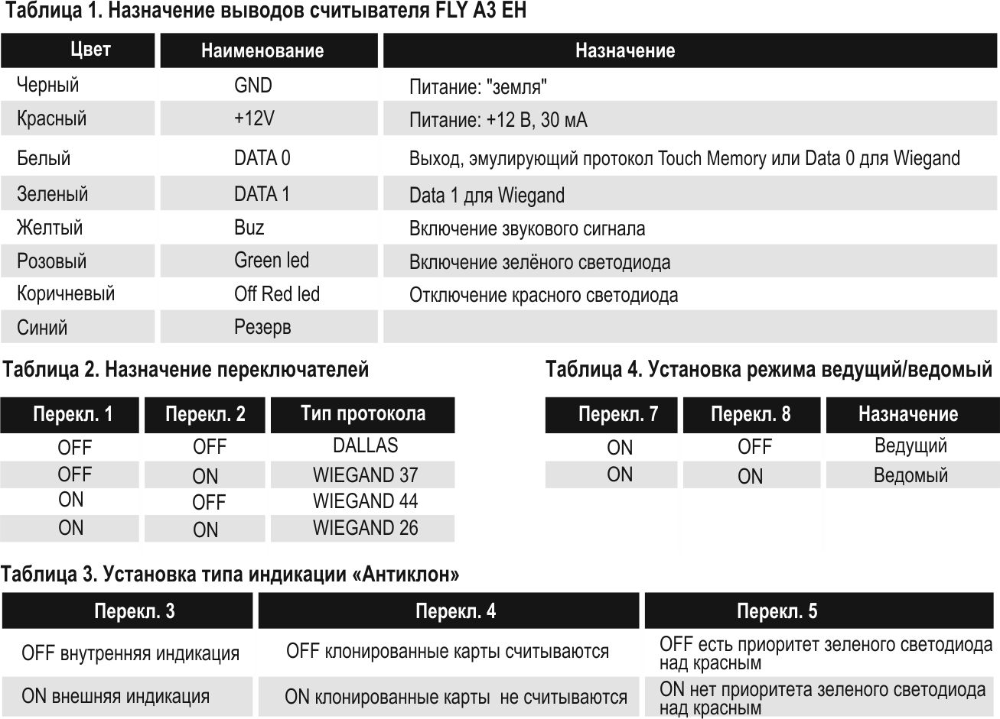 Таблица 1. Назначение выводов считывателя FLY A3 EH
Цвет Наименование Назначение
Черный GND Питание: "земля"
Красный +12V Питание: +12 В, 30 мА
Белый DATA 0 Выход, эмулирующий протокол Touch Memory или Data 0 для Wiegand
Зеленый DATA 1 Data 1 для Wiegand
Желтый Buz Включение звукового сигнала
Розовый Green led Включение зелёного светодиода
Коричневый Off Red led Отключение красного светодиода
Синий Резерв
Таблица 2. Назначение переключателей
Перекл. 1 Перекл. 2 Тип протокола
OFF OFF DALLAS
OFF ON WIEGAND 37
ON OFF WIEGAND 44
ON ON WIEGAND 26
Таблица 4. Установка режима ведущий/ведомый
Перекл. 7 Перекл. 8 Назначение
ON OFF Ведущий
ON ON Ведомый
Таблица 3. Установка типа индикации «Антиклон»
Перекл. 3 Перекл. 4 Перекл. 5
OFF внутренняя индикация OFF клонированные карты считываются OFF есть приоритет зеленого светодиода
над красным
ON внешняя индикация ON клонированные карты не считываются ON нет приоритета зеленого светодиода
над красным